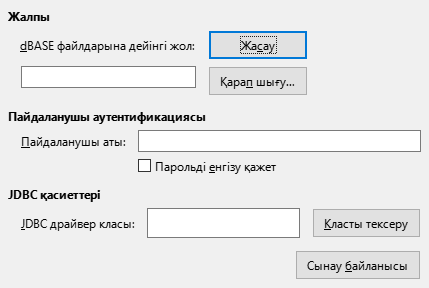 Жалпы
dBASE файлдарына дейінгі жол: Жасау
Қарап шығу...
Пайдаланушы аутентификациясы
Пайдаланушы аты:
Парольді енгізу қажет
JDBC қасиеттері
JDBC драйвер класы: Класты тексеру
Сынау байланысы